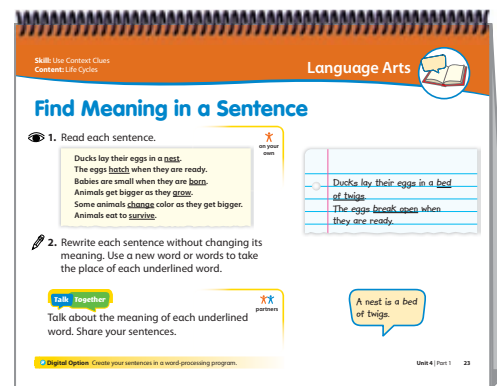 Skill: Use Context Clues
Content: Life Cycles
Language Arts
Find Meaning in a Sentence
1. Read each sentence.
on your
own
Ducks lay their eggs in a nest.
The eggs hatch when they are ready.
Babies are small when they are born.
Animals get bigger as they grow.
Some animals change color as they get bigger.
Animals eat to survive.
Ducks lay their eggs in a bed
of twigs.
The eggs break open when
they are ready.
2. Rewrite each sentence without changing its
meaning. Use a new word or words to take
the place of each underlined word.
Talk Together
partners
Talk about the meaning of each underlined
word. Share your sentences.
A nest is a bed
of twigs.
Digital Option Create your sentences in a word-processing program.
Unit 4 | Part 1 23